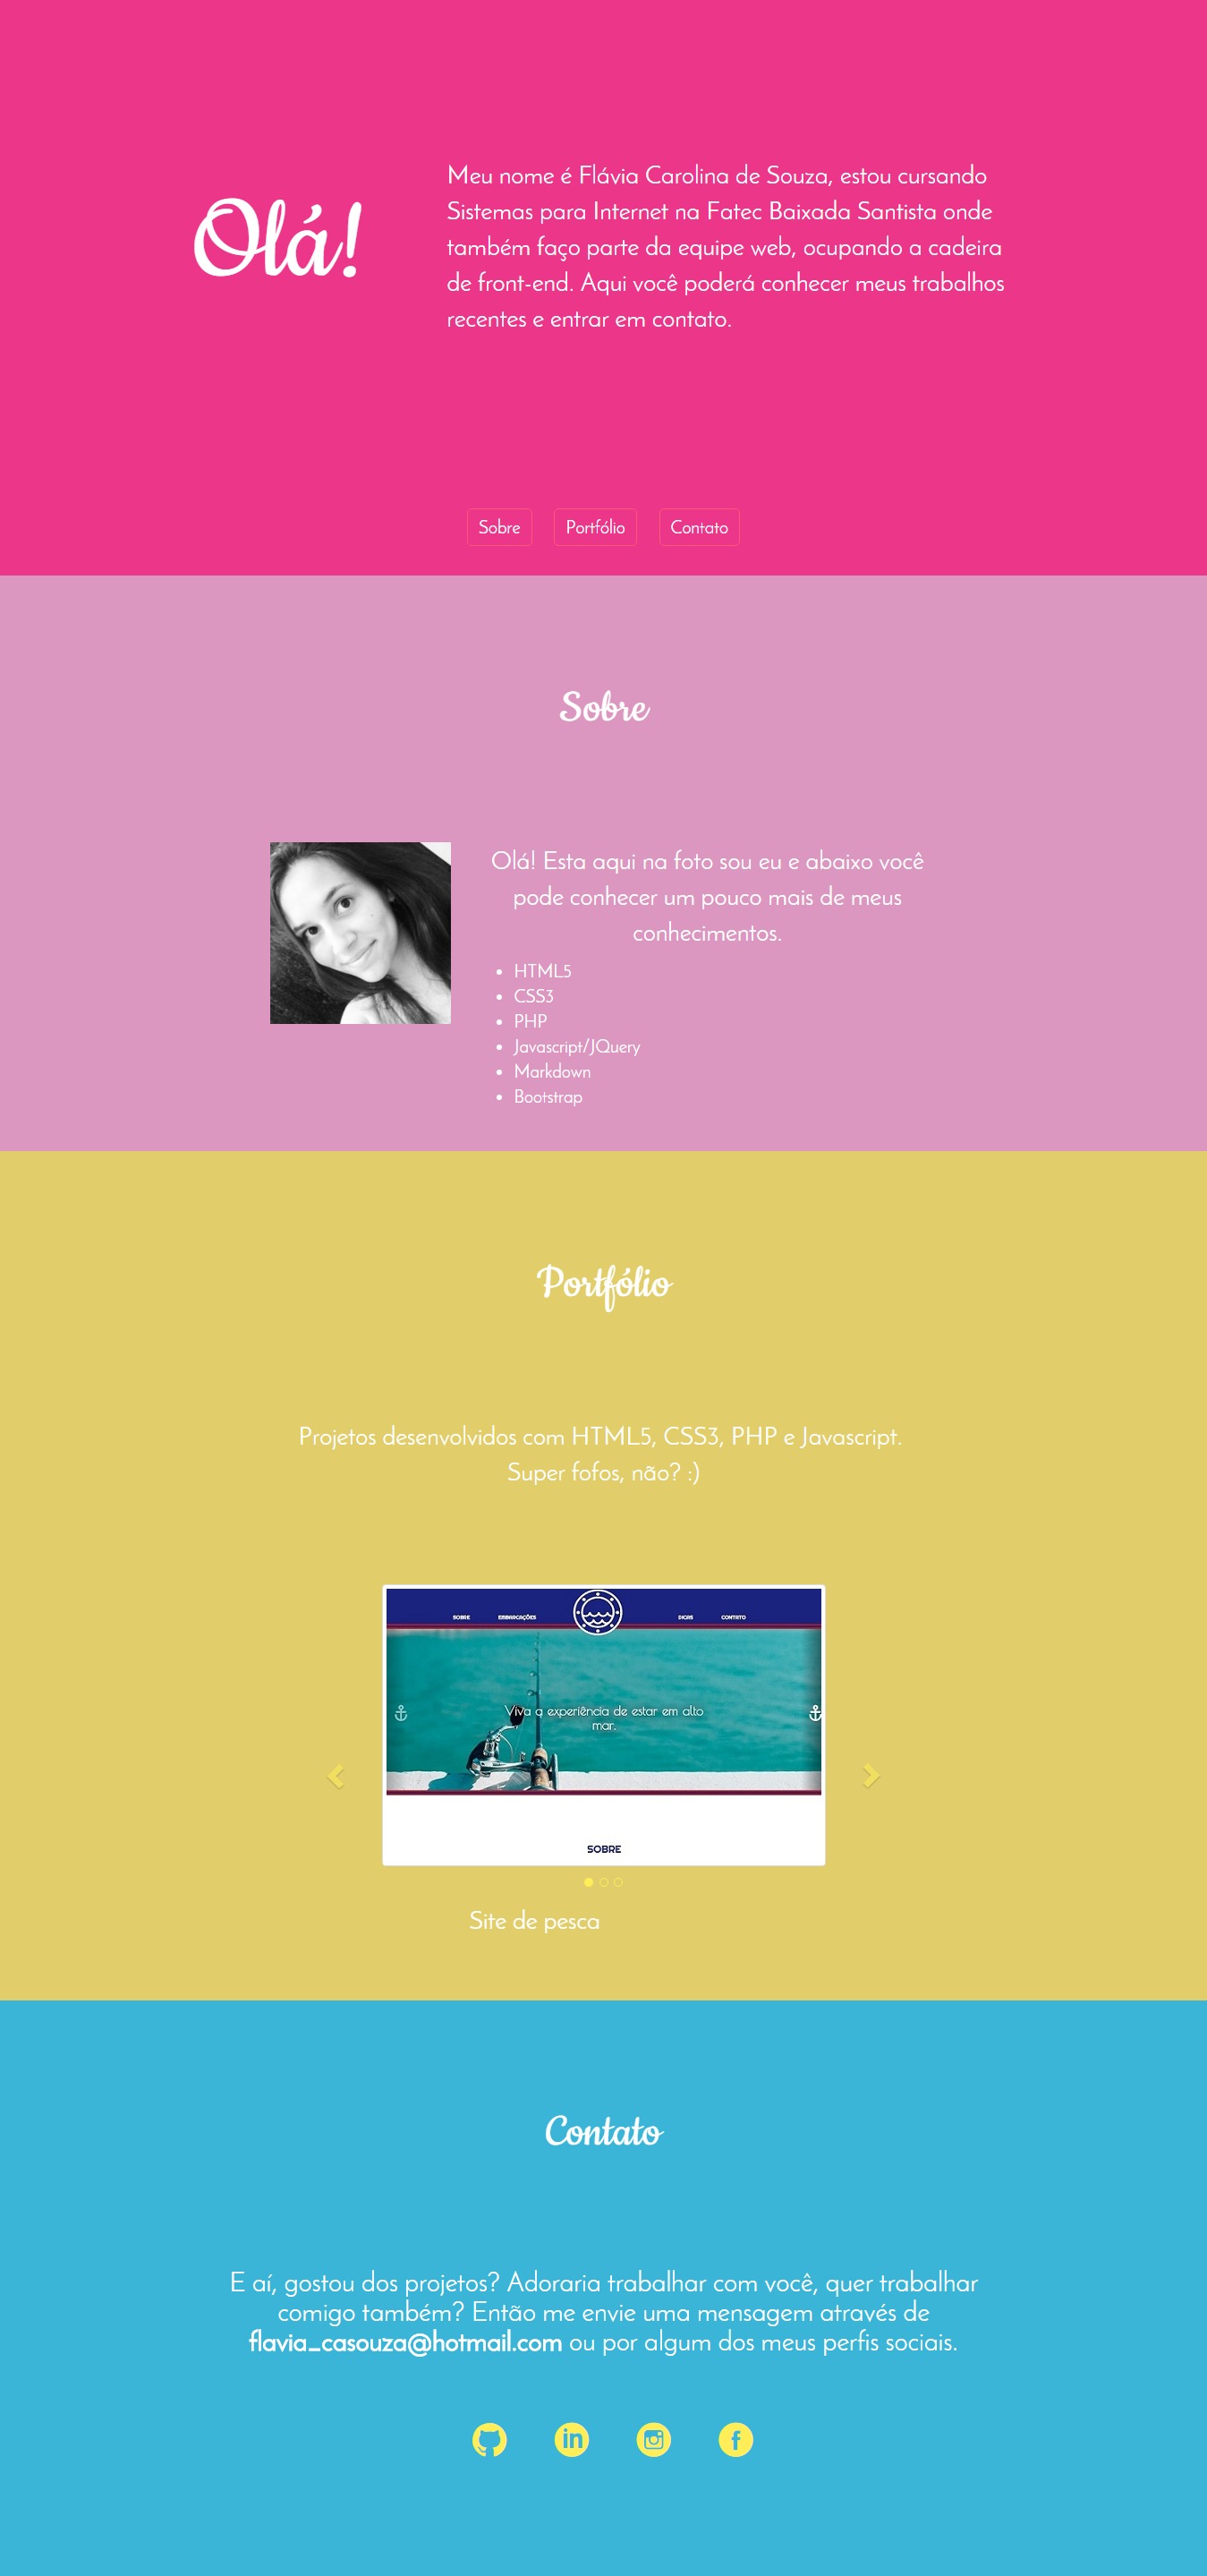 Olá!
Meu nome é Flávia Carolina de Souza, estou cursando
Sistemas para Internet na Fatec Baixada Santista onde
também faço parte da equipe web, ocupando a cadeira
de front-end. Aqui você poderá conhecer meus trabalhos
recentes e entrar em contato.
Sobre Portfólio Contato
Sobre
Olá! Esta aqui na foto sou eu e abaixo você
pode conhecer um pouco mais de meus
conhecimentos.
HTML5
CSS3
PHP
Javascript/JQuery
Markdown
Bootstrap
Portfólio
Projetos desenvolvidos com HTML5, CSS3, PHP e Javascript.
Super fofos, não? :)
SOBRE EMBARCAÇÕES DICAS CONTATO
Viva a experiência de estar em alto
mar.
SOBRE
Site de pesca
Contato
E aí, gostou dos projetos? Adoraria trabalhar com você, quer trabalhar
comigo também? Então me envie uma mensagem através de
flavia_casouza@hotmail.com ou por algum dos meus perfis sociais.